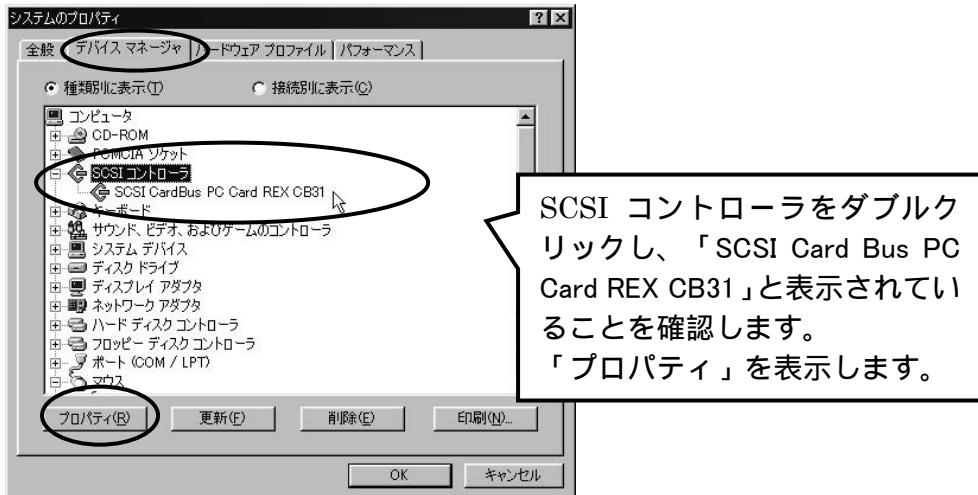 システムのプロパティ
全般 デバイス マネージャ ハードウェア プロファイル パフォーマンス
種類別に表示(T) 接続別に表示(C)
コンピュータ
CD-ROM
PCMCIA ソケット
SCSI コントローラ
SCSI CardBus PC Card REX CB31
キーボード
サウンド、ビデオ、およびゲームのコントローラ
システム デバイス
ディスク ドライブ
ディスプレイ アダプタ
ネットワーク アダプタ
ハード ディスク コントローラ
フロッピー ディスク コントローラ
ポート (COM / LPT)
マウス
プロパティ(R) 更新(F) 削除(E) 印刷(N)...
OK キャンセル
SCSI コントローラをダブルク
リックし、「SCSI Card Bus PC
Card REX CB31」と表示されてい
ることを確認します。
「プロパティ」を表示します。